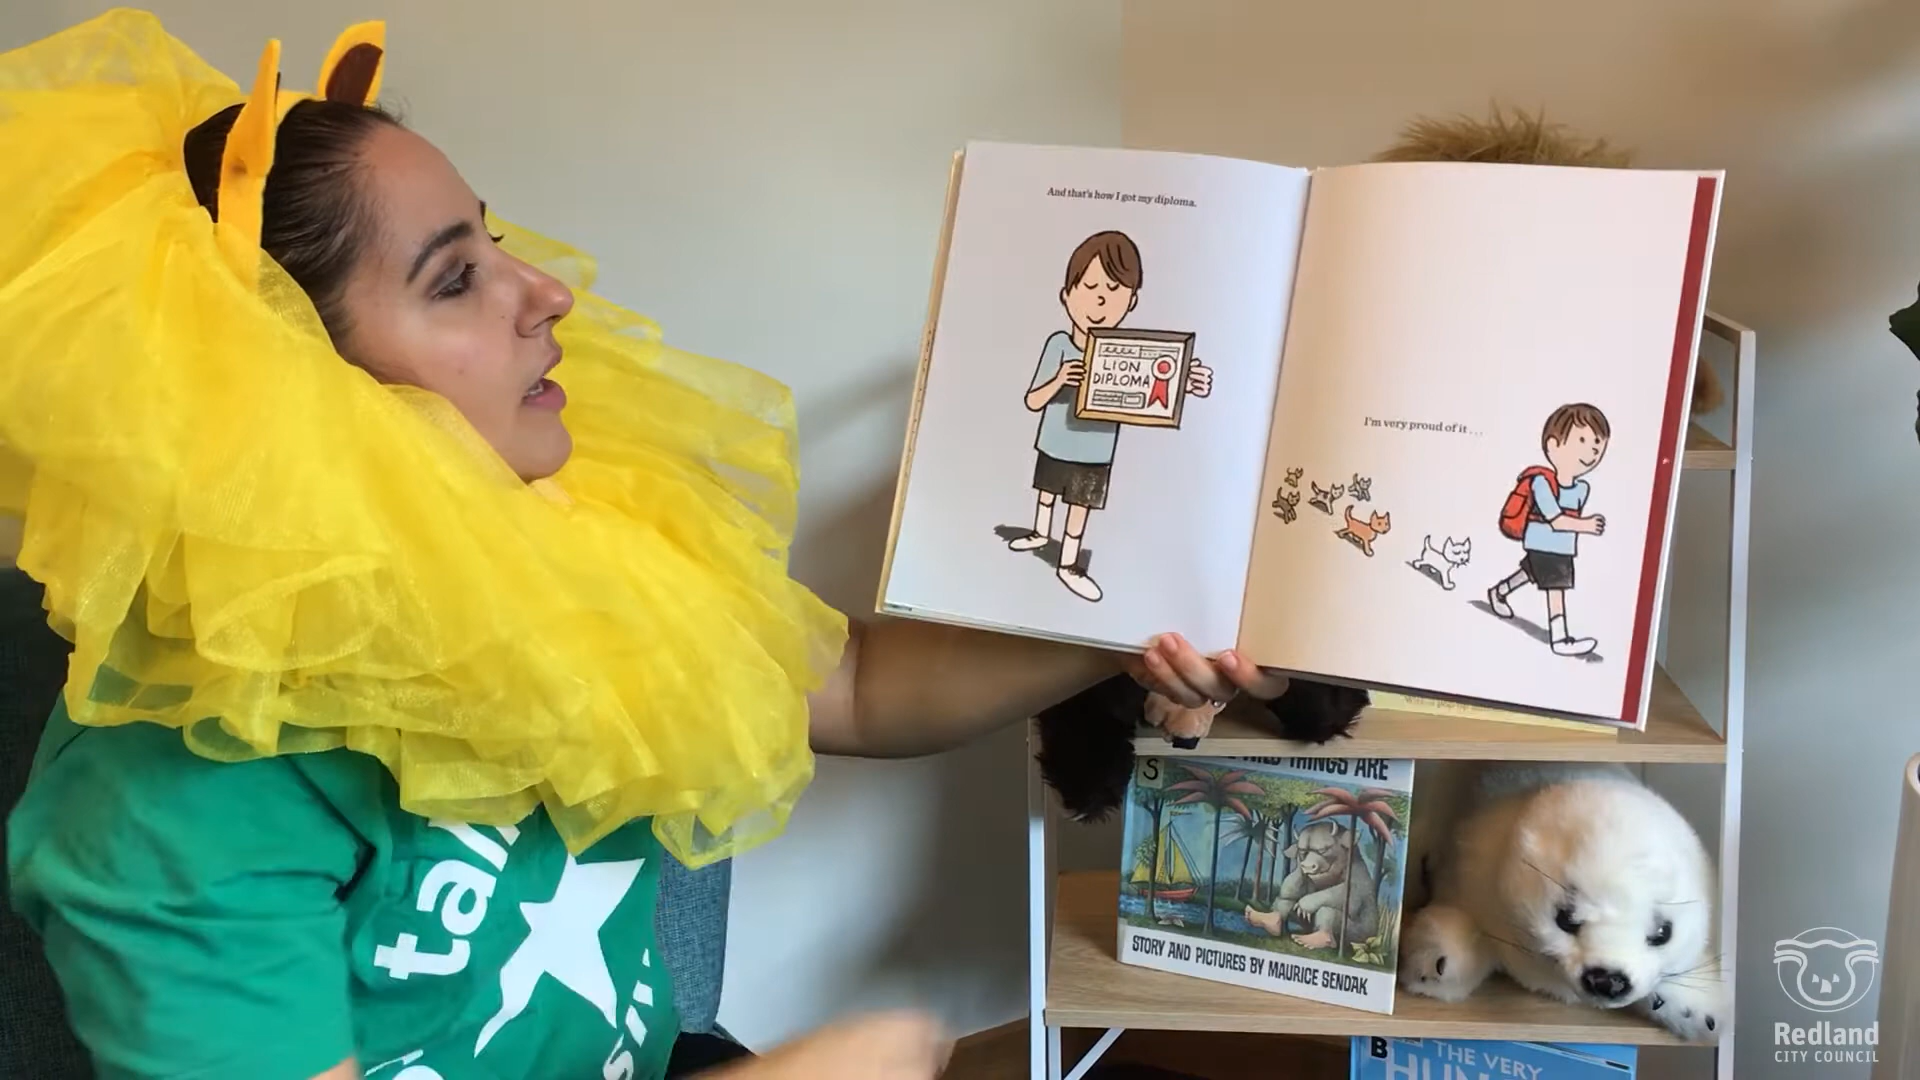 And that's how I got my diploma.
LION
DIPLOMA
I'm very proud of it . . .
S
WILD THINGS ARE
STORY AND PICTURES BY MAURICE SENDAK
B
THE VERY
Redland
CITY COUNCIL